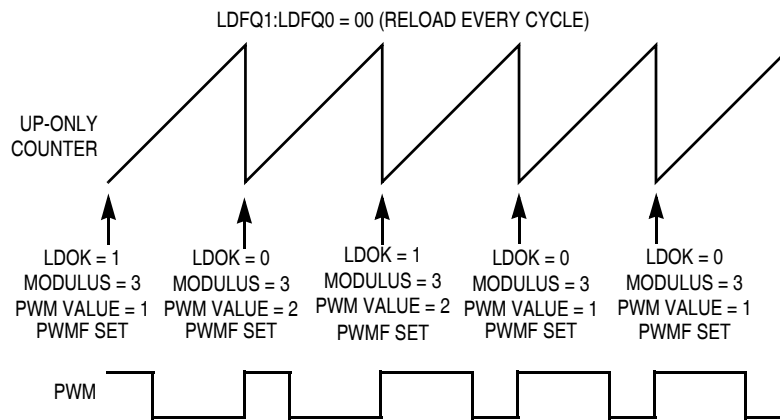 LDFQ1:LDFQ0 = 00 (RELOAD EVERY CYCLE)
UP-ONLY
COUNTER
LDOK = 1
MODULUS = 3
PWM VALUE = 1
PWMF SET
LDOK = 0
MODULUS = 3
PWM VALUE = 2
PWMF SET
LDOK = 1
MODULUS = 3
PWM VALUE = 2
PWMF SET
LDOK = 0
MODULUS = 3
PWM VALUE = 1
PWMF SET
LDOK = 0
MODULUS = 3
PWM VALUE = 1
PWMF SET
PWM